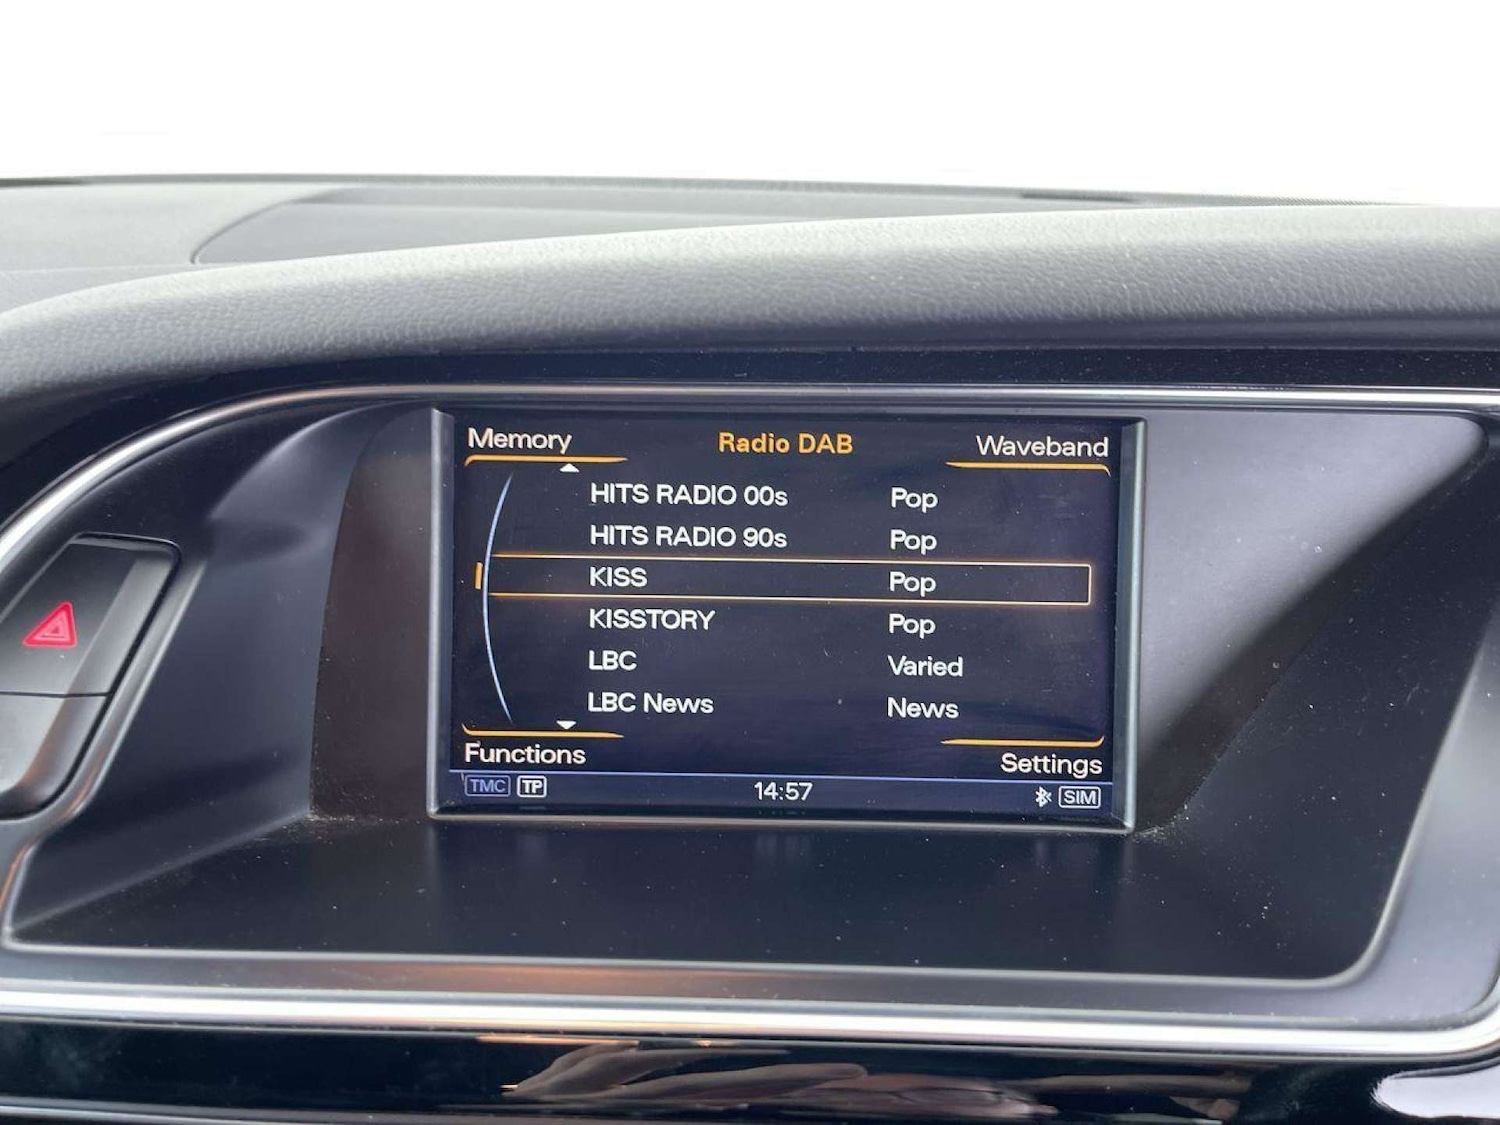 Memory Radio DAB Waveband
HITS RADIO 00s Pop
HITS RADIO 90s Pop
KISS Pop
KISSTORY Pop
LBC Varied
LBC News News
Functions Settings
TMC TP 14:57 SIM